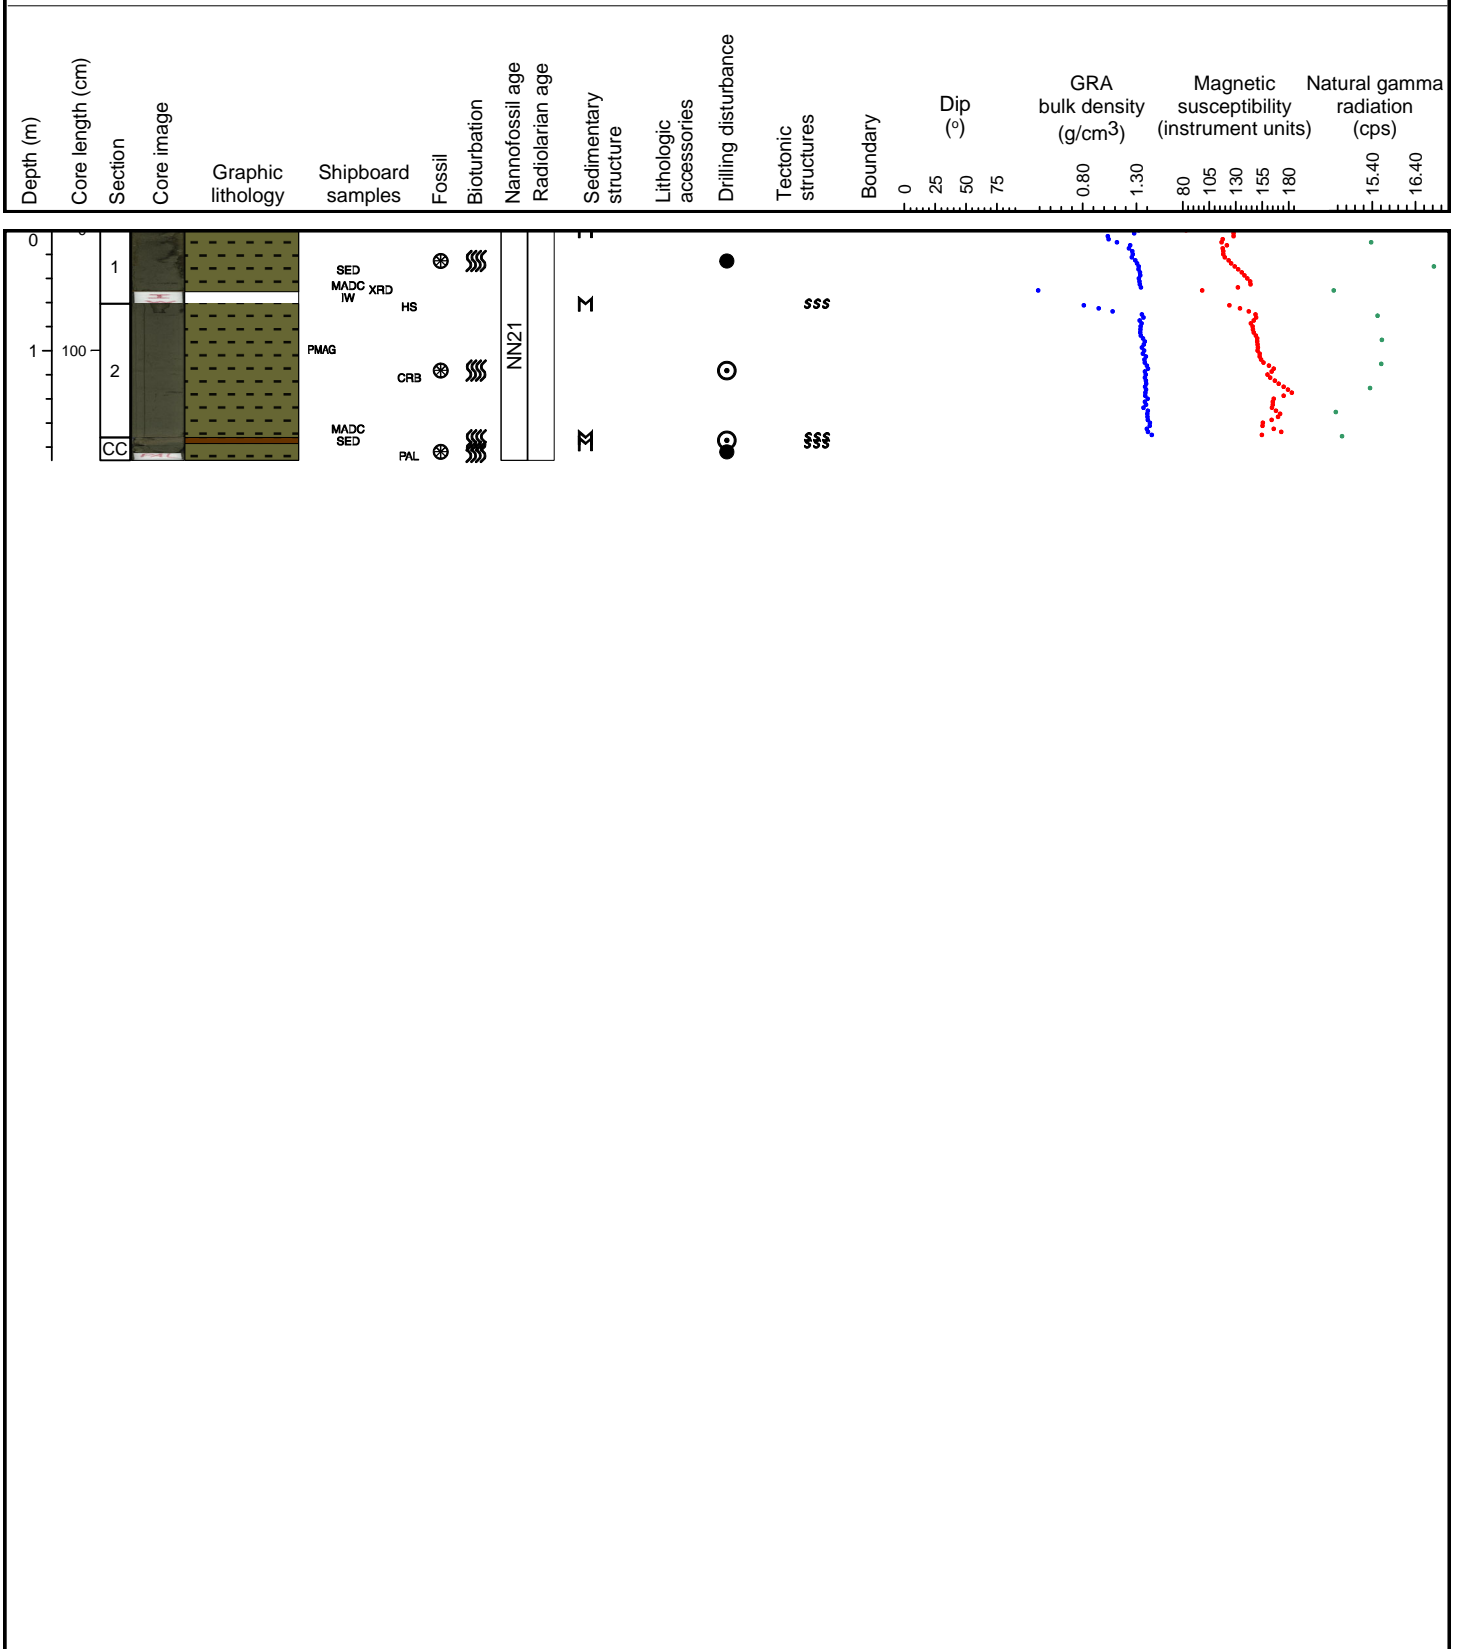 Depth (m)
Core length (cm)
Section
Core image
Graphic
lithology
Shipboard
samples
Fossil
Bioturbation
Nannofossil age
Radiolarian age
Sedimentary
structure
Lithologic
accessories
Drilling disturbance
Tectonic
structures
Boundary
Dip
(o)
0 25 50 75
GRA
bulk density
(g/cm3)
0.80 1.30
Magnetic
susceptibility
(instrument units)
80 105 130 155 180
Natural gamma
radiation
(cps)
15.40 16.40
0
1
SED
MADC XRD
IW
HS
NN21
PMAG
1 100
2
CRB
MADC
SED
CC
PAL